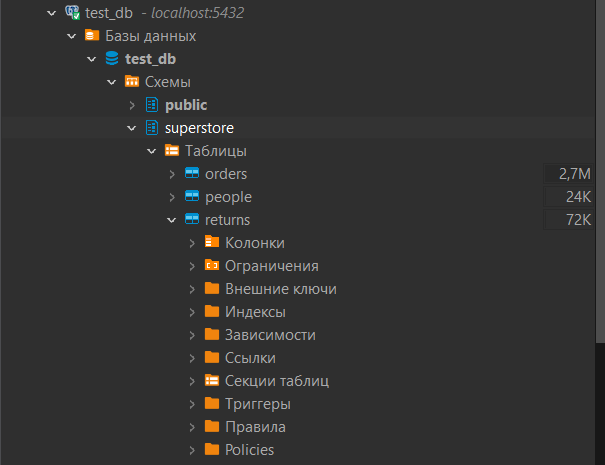 test_db - localhost:5432
Базы данных
test_db
Схемы
public
superstore
Таблицы
orders 2,7M
people 24K
returns 72K
Колонки
Ограничения
Внешние ключи
Индексы
Зависимости
Ссылки
Секции таблиц
Триггеры
Правила
Policies